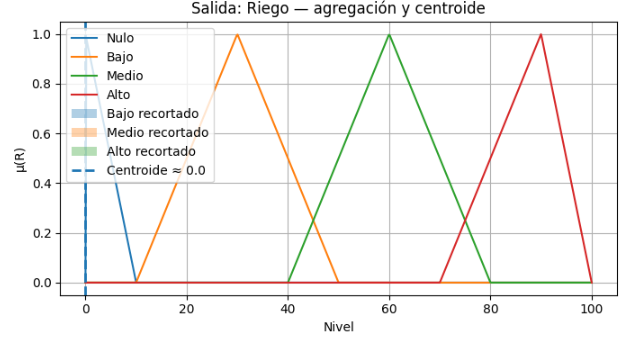 Salida: Riego — agregación y centroide
1.0
0.8
0.6
0.4
0.2
0.0
μ(R)
Nulo
Bajo
Medio
Alto
Bajo recortado
Medio recortado
Alto recortado
Centroide ≈ 0.0
0
20
40
60
80
100
Nivel